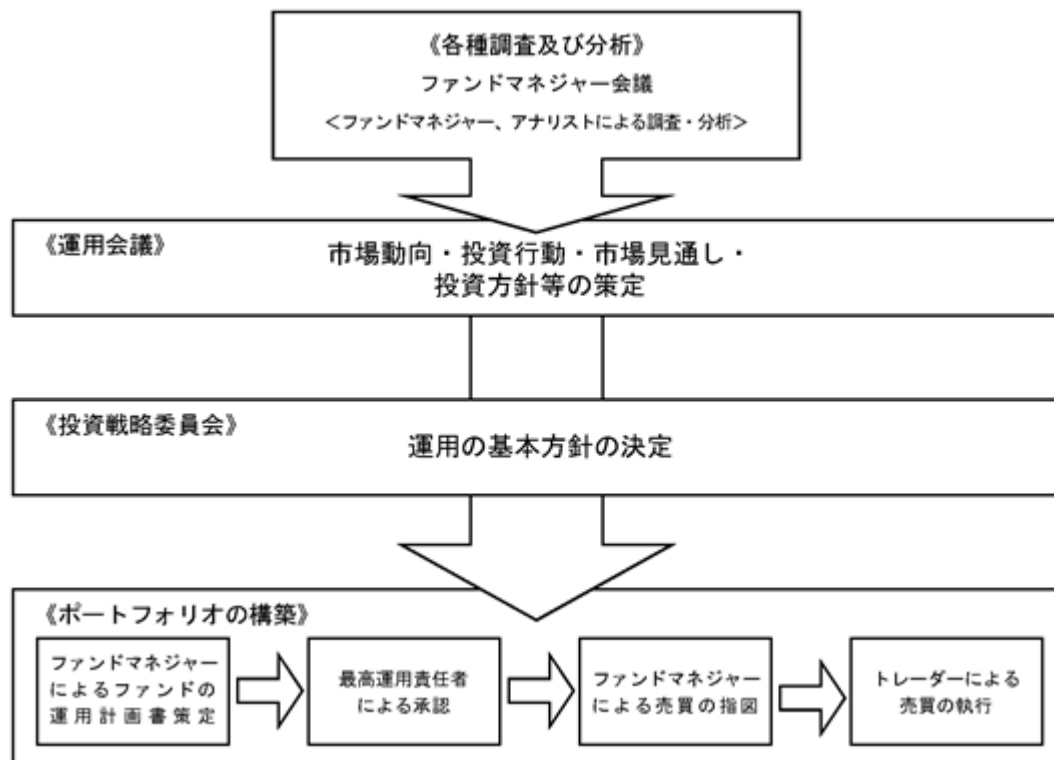 《各種調査及び分析》
ファンドマネジャー会議
＜ファンドマネジャー、アナリストによる調査・分析＞
《運用会議》
市場動向・投資行動・市場見通し・
投資方針等の策定
《投資戦略委員会》
運用の基本方針の決定
《ポートフォリオの構築》
ファンドマネジャー
によるファンドの
運用計画書策定
最高運用責任者
による承認
ファンドマネジャー
による売買の指図
トレーダーによる
売買の執行